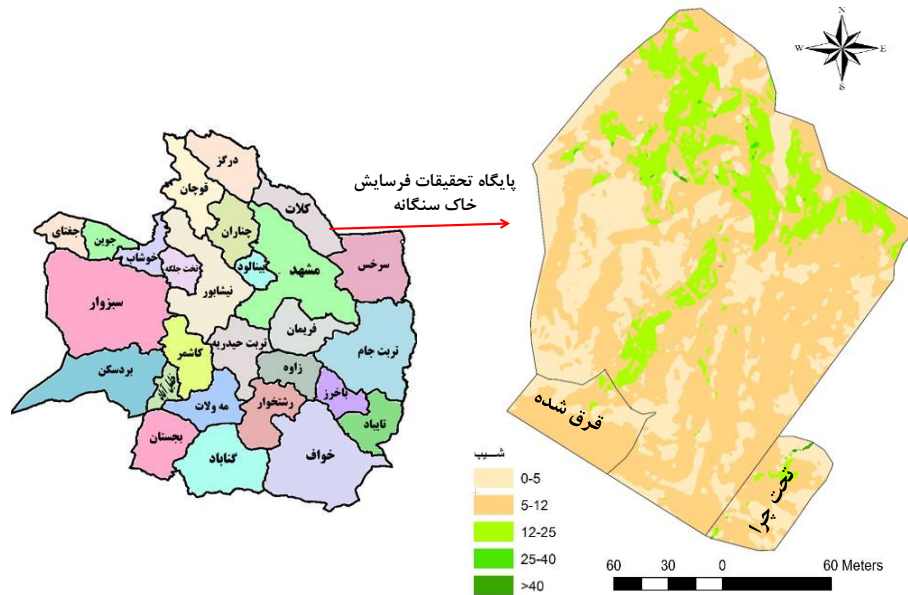 درگز
قوچان
کلات
چناران
جغتای
جوین
خوشاب
تخت جلگه
بینالود
مشهد
سرخس
سبزوار
نیشابور
فریمان
تربت جام
کاشمر
تربت حیدریه
بردسکن
زاوه
باخرز
مه ولات
رشتخوار
تایباد
بجستان
گناباد
خواف
پایگاه تحقیقات فرسایش
خاک سنگانه
N
W
E
S
قرق شده
تحت چرا
شـــیب
0-5
5-12
12-25
25-40
>40
60 30 0 60 Meters